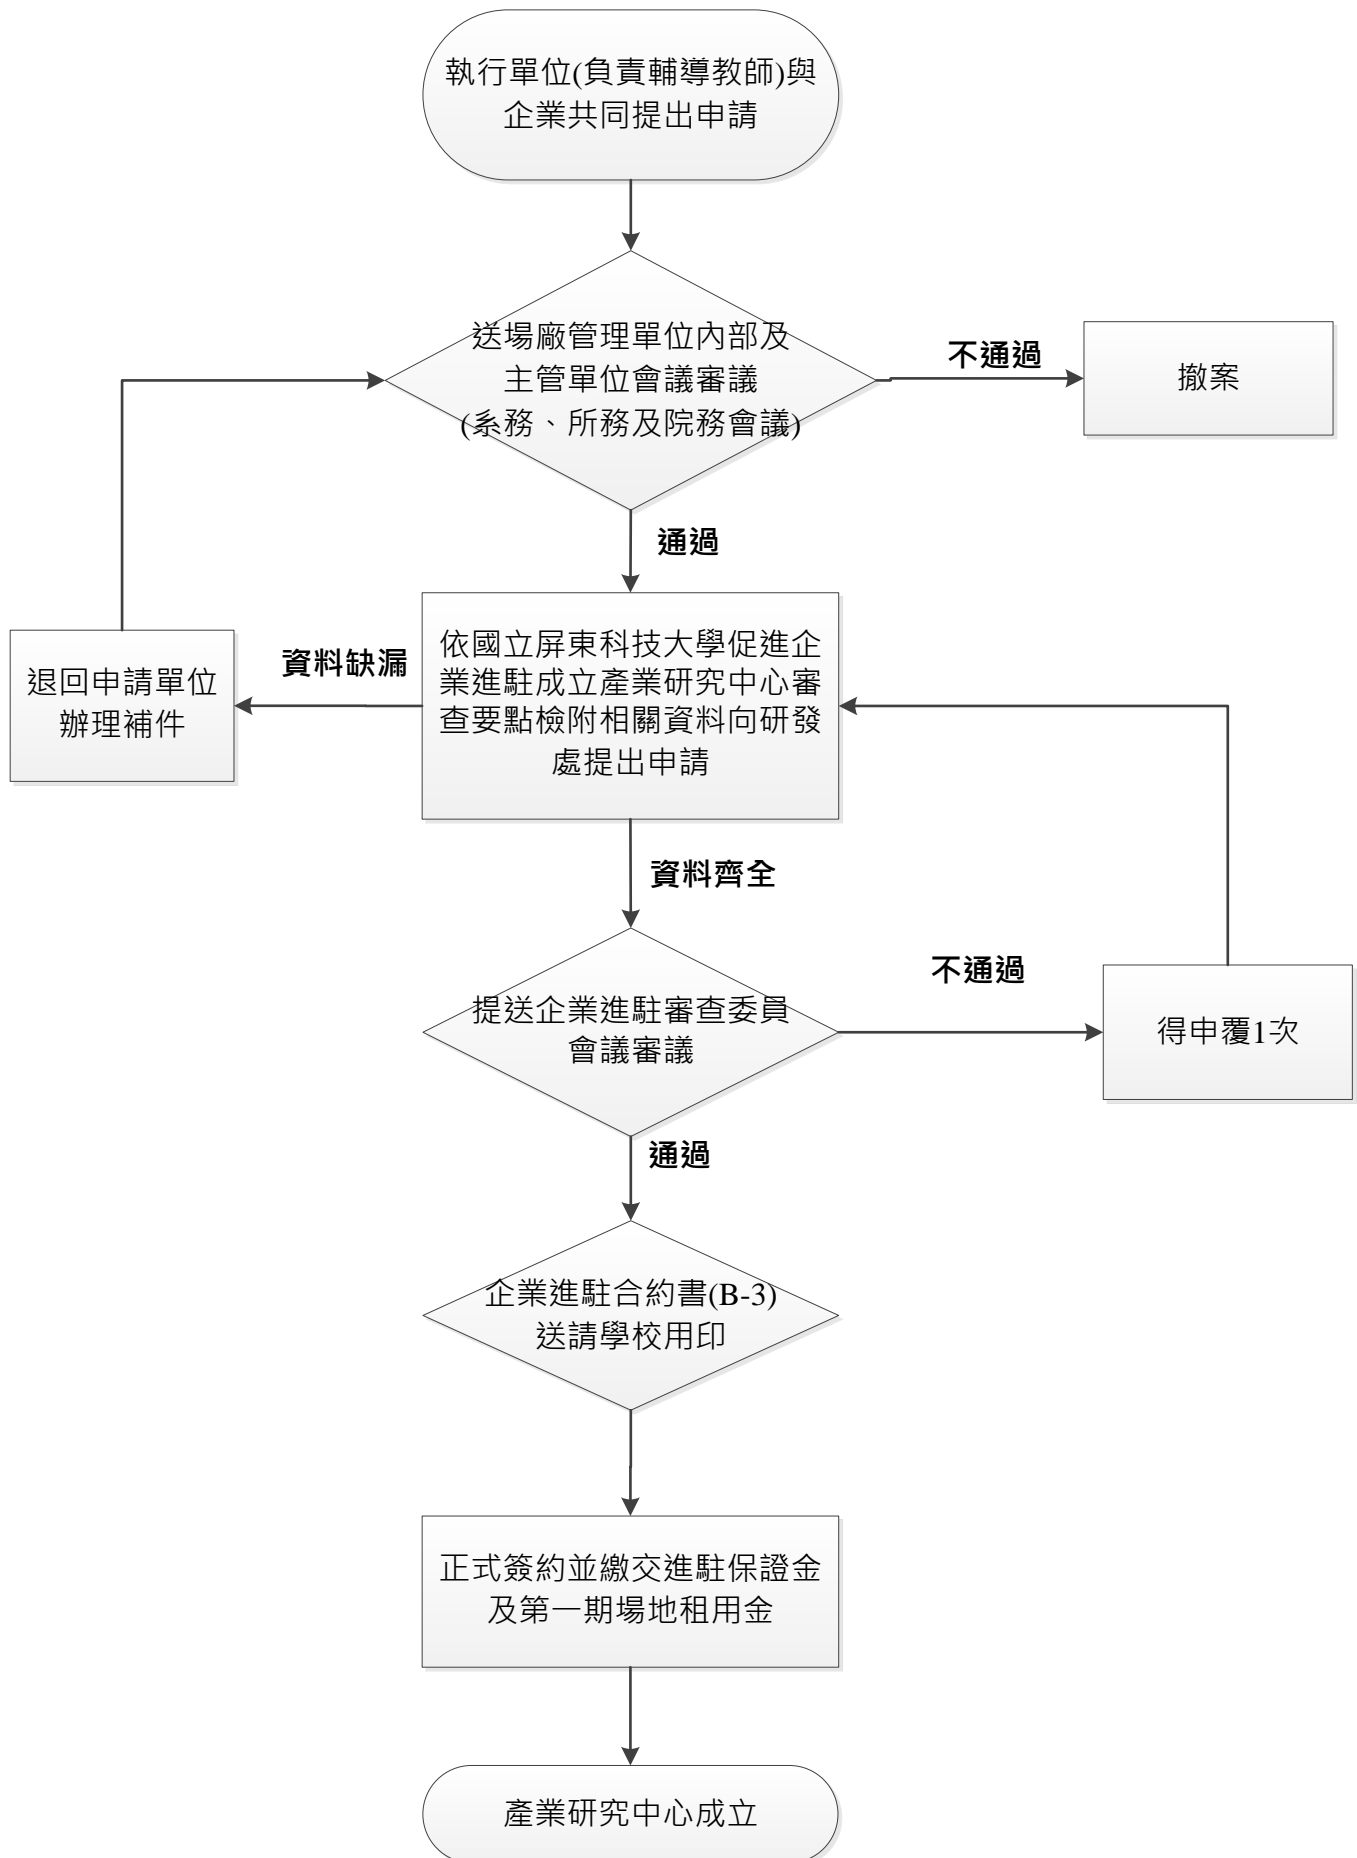 執行單位(負責輔導教師)與
企業共同提出申請
送場廠管理單位內部及
主管單位會議審議
(系務、所務及院務會議)
不通過
撤案
通過
退回申請單位
辦理補件
資料缺漏
依國立屏東科技大學促進企
業進駐成立產業研究中心審
查要點檢附相關資料向研發
處提出申請
資料齊全
提送企業進駐審查委員
會議審議
不通過
得申覆1次
通過
企業進駐合約書(B-3)
送請學校用印
正式簽約並繳交進駐保證金
及第一期場地租用金
產業研究中心成立